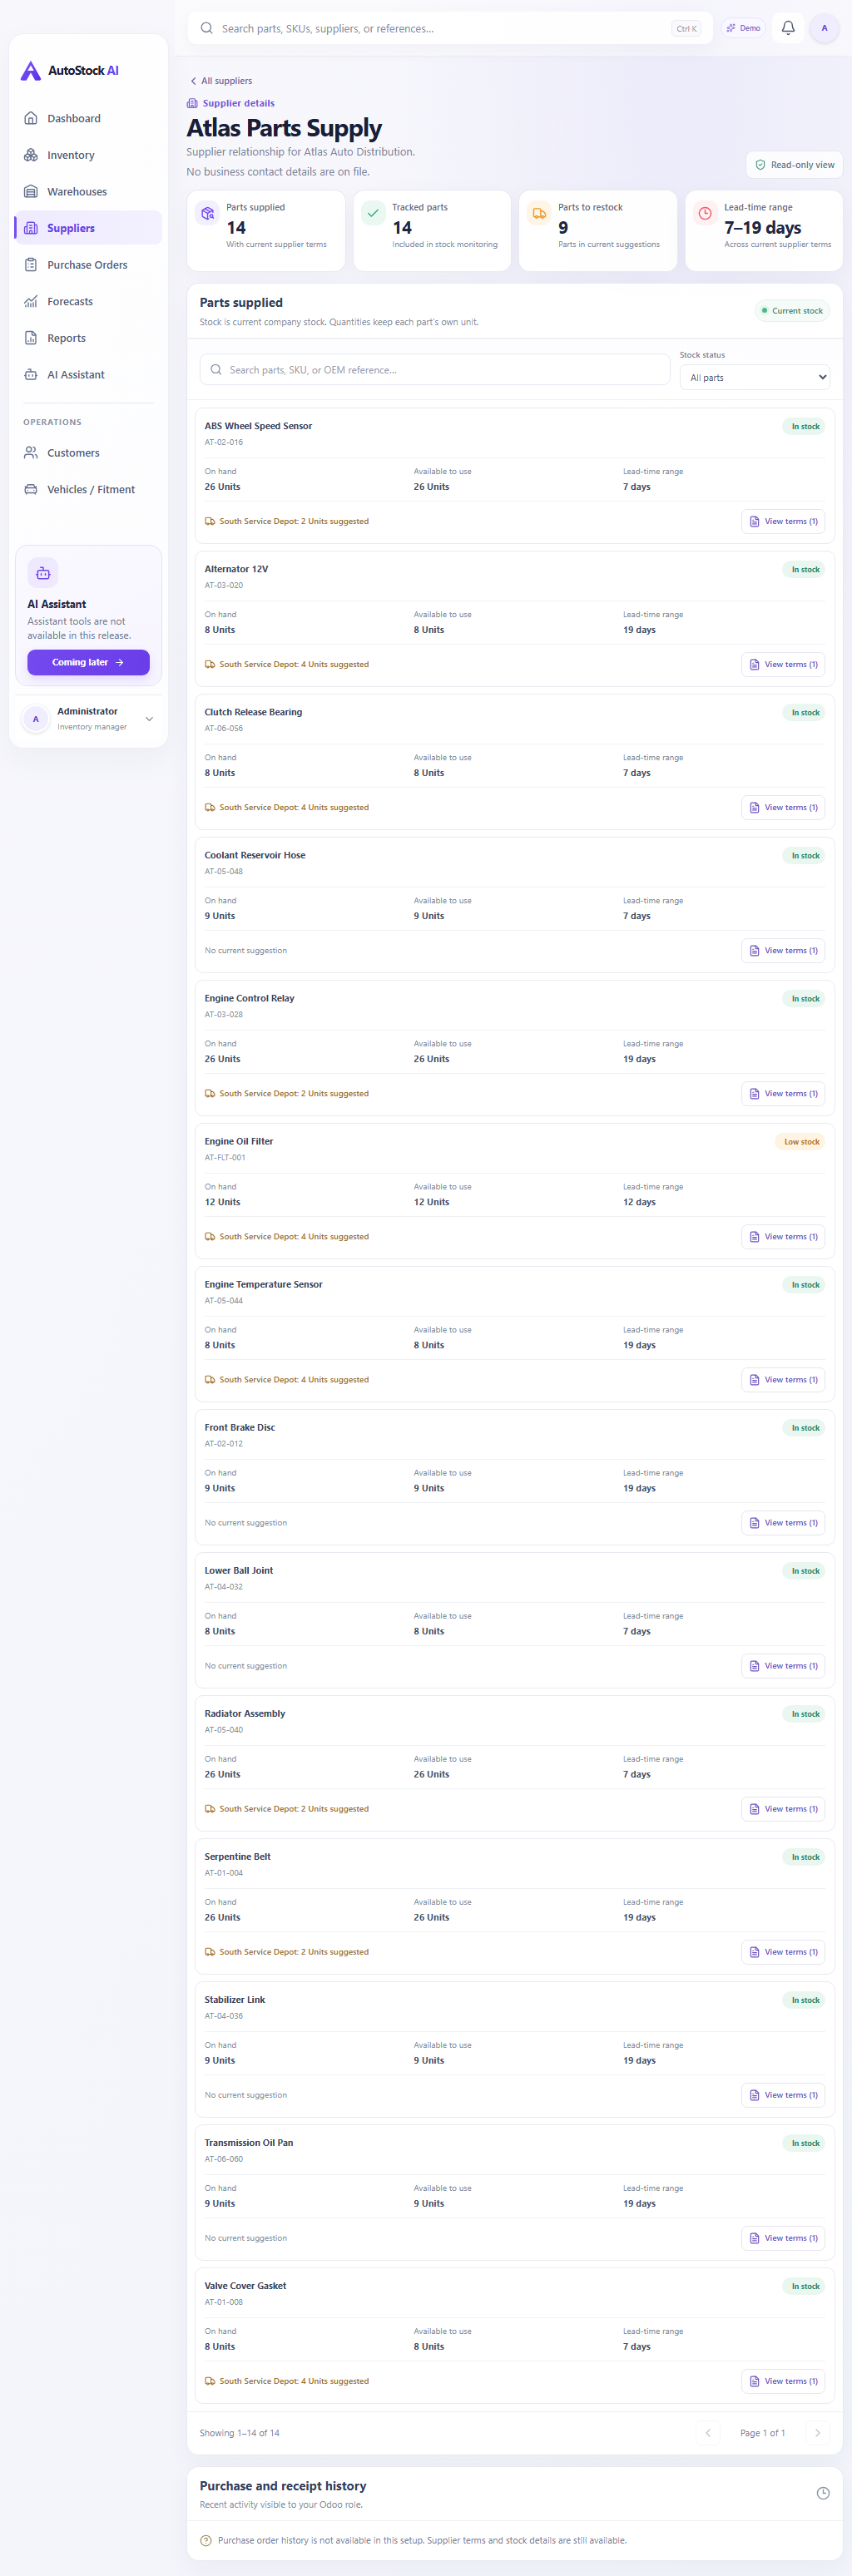 AutoStock AI
Dashboard
Inventory
Warehouses
Suppliers
Purchase Orders
Forecasts
Reports
AI Assistant
OPERATIONS
Customers
Vehicles / Fitment
AI Assistant
Assistant tools are not
available in this release.
Coming later
A
Administrator
Inventory manager
Search parts, SKUs, suppliers, or references...
Ctrl K
Demo
A
All suppliers
Supplier details
Atlas Parts Supply
Supplier relationship for Atlas Auto Distribution.
No business contact details are on file.
Read-only view
Parts supplied
14
With current supplier terms
Tracked parts
14
Included in stock monitoring
Parts to restock
9
Parts in current suggestions
Lead-time range
7–19 days
Across current supplier terms
Parts supplied
Stock is current company stock. Quantities keep each part's own unit.
Current stock
Search parts, SKU, or OEM reference...
Stock status
All parts
ABS Wheel Speed Sensor
In stock
AT-02-016
On hand Available to use Lead-time range
26 Units 26 Units 7 days
South Service Depot: 2 Units suggested
View terms (1)
Alternator 12V
In stock
AT-03-020
On hand Available to use Lead-time range
8 Units 8 Units 19 days
South Service Depot: 4 Units suggested
View terms (1)
Clutch Release Bearing
In stock
AT-06-056
On hand Available to use Lead-time range
8 Units 8 Units 7 days
South Service Depot: 4 Units suggested
View terms (1)
Coolant Reservoir Hose
In stock
AT-05-048
On hand Available to use Lead-time range
9 Units 9 Units 7 days
No current suggestion
View terms (1)
Engine Control Relay
In stock
AT-03-028
On hand Available to use Lead-time range
26 Units 26 Units 19 days
South Service Depot: 2 Units suggested
View terms (1)
Engine Oil Filter
Low stock
AT-FLT-001
On hand Available to use Lead-time range
12 Units 12 Units 12 days
South Service Depot: 4 Units suggested
View terms (1)
Engine Temperature Sensor
In stock
AT-05-044
On hand Available to use Lead-time range
8 Units 8 Units 19 days
South Service Depot: 4 Units suggested
View terms (1)
Front Brake Disc
In stock
AT-02-012
On hand Available to use Lead-time range
9 Units 9 Units 19 days
No current suggestion
View terms (1)
Lower Ball Joint
In stock
AT-04-032
On hand Available to use Lead-time range
8 Units 8 Units 7 days
No current suggestion
View terms (1)
Radiator Assembly
In stock
AT-05-040
On hand Available to use Lead-time range
26 Units 26 Units 7 days
South Service Depot: 2 Units suggested
View terms (1)
Serpentine Belt
In stock
AT-01-004
On hand Available to use Lead-time range
26 Units 26 Units 19 days
South Service Depot: 2 Units suggested
View terms (1)
Stabilizer Link
In stock
AT-04-036
On hand Available to use Lead-time range
9 Units 9 Units 19 days
No current suggestion
View terms (1)
Transmission Oil Pan
In stock
AT-06-060
On hand Available to use Lead-time range
9 Units 9 Units 19 days
No current suggestion
View terms (1)
Valve Cover Gasket
In stock
AT-01-008
On hand Available to use Lead-time range
8 Units 8 Units 7 days
South Service Depot: 4 Units suggested
View terms (1)
Showing 1–14 of 14
Page 1 of 1
Purchase and receipt history
Recent activity visible to your Odoo role.
Purchase order history is not available in this setup. Supplier terms and stock details are still available.